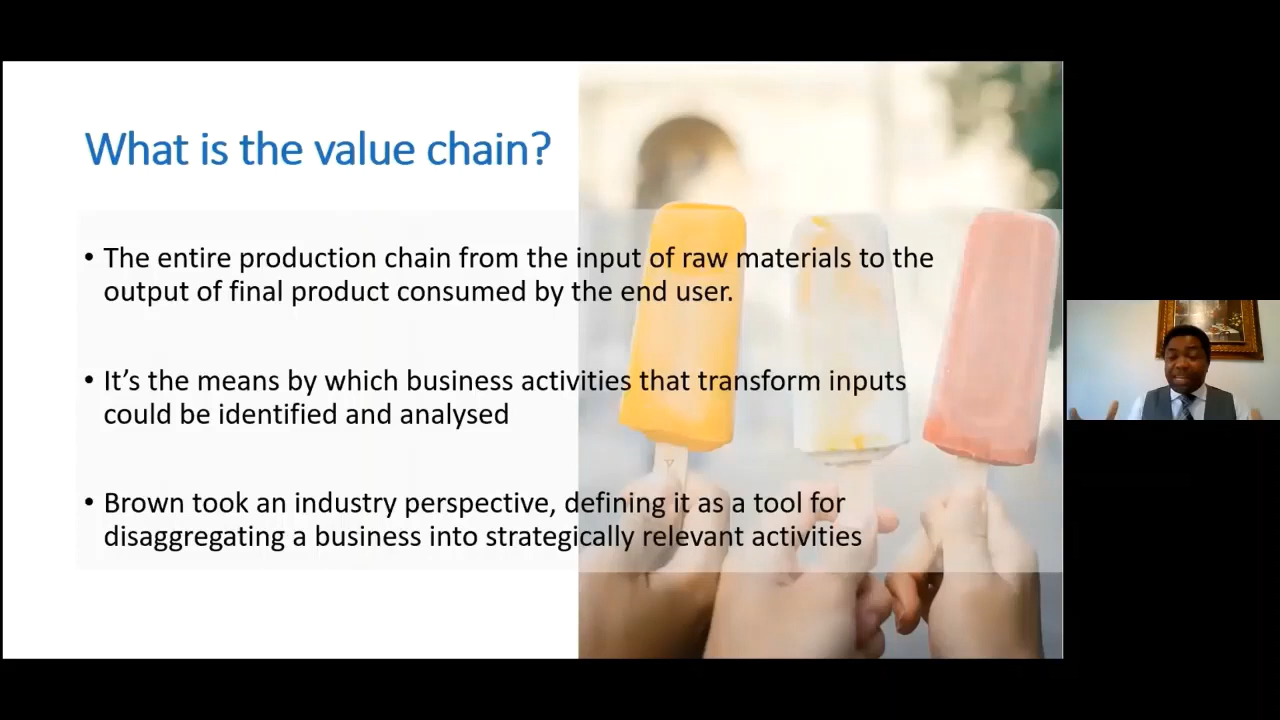 What is the value chain?
• The entire production chain from the input of raw materials to the
output of final product consumed by the end user.
• It’s the means by which business activities that transform inputs
could be identified and analysed
• Brown took an industry perspective, defining it as a tool for
disaggregating a business into strategically relevant activities